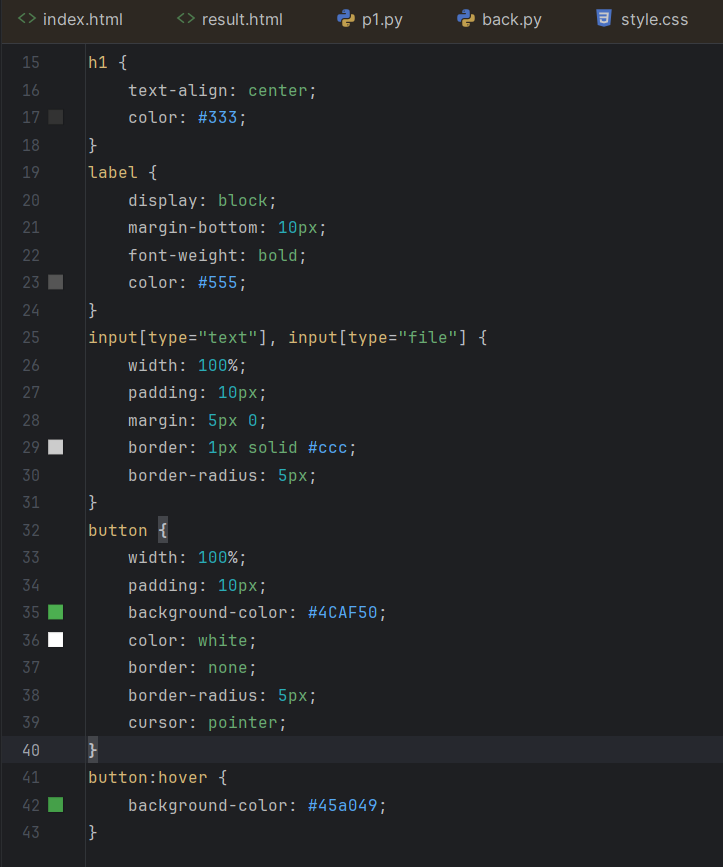 index.html result.html p1.py back.py style.css
15 h1 {
16 text-align: center;
17 color: #333;
18 }
19 label {
20 display: block;
21 margin-bottom: 10px;
22 font-weight: bold;
23 color: #555;
24 }
25 input[type="text"], input[type="file"] {
26 width: 100%;
27 padding: 10px;
28 margin: 5px 0;
29 border: 1px solid #ccc;
30 border-radius: 5px;
31 }
32 button {
33 width: 100%;
34 padding: 10px;
35 background-color: #4CAF50;
36 color: white;
37 border: none;
38 border-radius: 5px;
39 cursor: pointer;
40 }
41 button:hover {
42 background-color: #45a049;
43 }